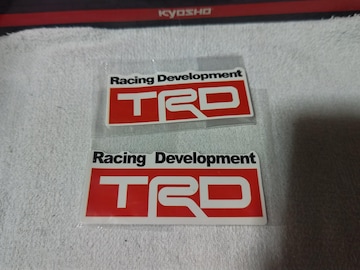 KYOSHO
Racing Development
TRD
Racing Development
TRD